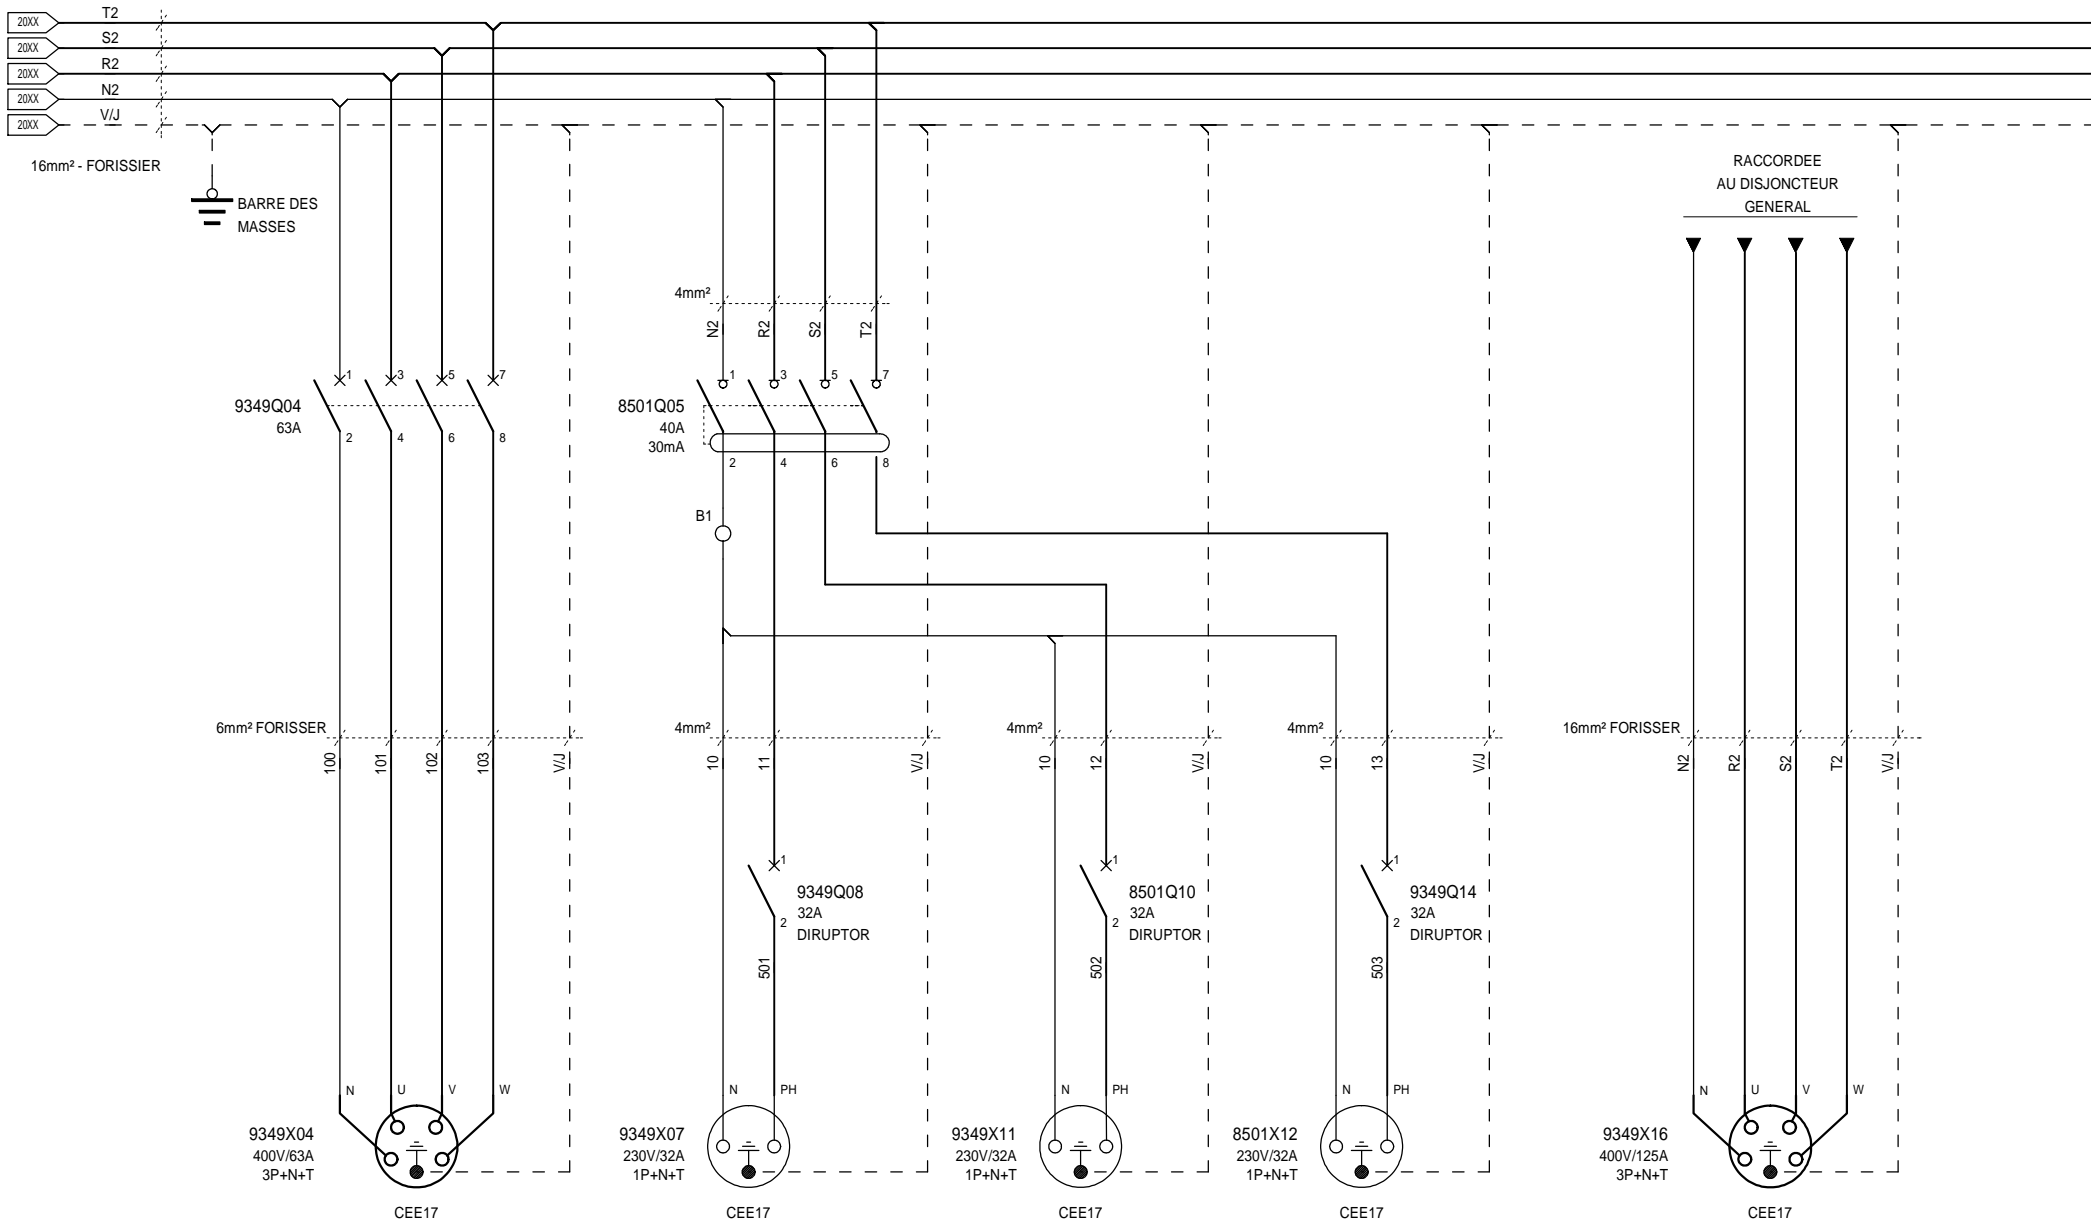 20XX T2
20XX S2
20XX R2
20XX N2
20XX V/J
16mm² - FORISSIER
BARRE DES
MASSES
RACCORDEE
AU DISJONCTEUR
GENERAL
4mm²
N2 R2 S2 T2
1 3 5 7
9349Q04
63A
2 4 6 8
1 3 5 7
8501Q05
40A
30mA
2 4 6 8
B1
6mm² FORISSER
100 101 102 103 V/J
4mm²
10 11 V/J
4mm²
10 12 V/J
4mm²
10 13 V/J
16mm² FORISSER
N2 R2 S2 T2 V/J
1
9349Q08
32A
2
DIRUPTOR
501
1
8501Q10
32A
2
DIRUPTOR
502
1
9349Q14
32A
2
DIRUPTOR
503
N U V W
9349X04
400V/63A
3P+N+T
CEE17
N PH
9349X07
230V/32A
1P+N+T
CEE17
N PH
9349X11
230V/32A
1P+N+T
CEE17
N PH
8501X12
230V/32A
1P+N+T
CEE17
N U V W
9349X16
400V/125A
3P+N+T
CEE17